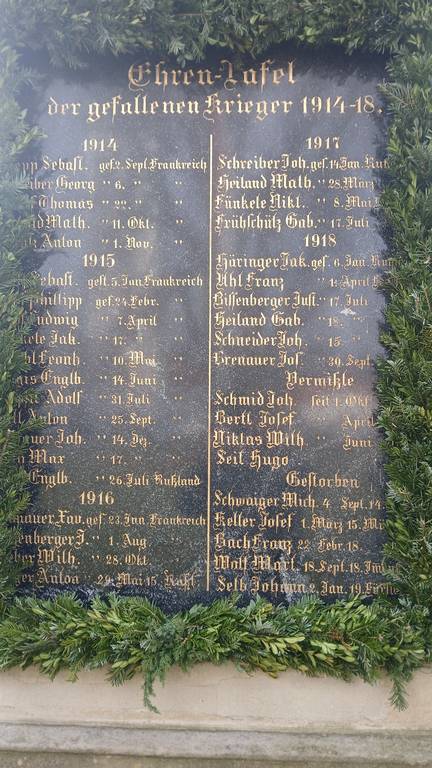 Ehren-Tafel
der gefallenen Krieger 1914-18.
1914
Sebast. gef. 2. Sept. Frankreich
Georg " 6. " "
Thomas " 22. " "
Math. " 11. Okt. "
Anton " 1. Nov. "
1915
Sebast. gest. 5. Jan. Frankreich
philipp gef. 24. Febr. "
" 7. April "
Jak. " 17. " "
Leonh. " 10. Mai "
Englb. " 14. Juni "
Adolf " 31. Juli "
Anton " 25. Sept. "
Joh. " 14. Dez. "
Max " 17. " "
Englb. " 26. Juli Rußland
1916
Xav. gef. 23. Jan. Frankreich
J. " 1. Aug "
Wilh. " 28. Okt. "
Anton " 29. Mai 15.
1917
Schreiber Joh. gef. 14. Jan.
Heiland Math. " 28. März
Fünkele Nikl. " 8. Mai
Frühschütz Gab. " 17. Juli
1918
Häringer Jak. gef. 6. Jan.
Uhl Franz " 1. April
Bissenberger Just. " 17. Juli
Heiland Gab. " 18. "
Schneider Joh. " 15. "
Brenauer Jos. " 30. Sept.
Vermißte
Schmid Joh. seit 1. Okt
Bertl Josef " April
Niklas Wilh. " Juni
Seit Hugo
Gestorben
Schwaiger Mich. 4. Sept. 14.
Keller Josef 1. März 15.
Bach Franz 22. Febr. 18.
Wolf Mart. 18. Sept. 18.
Selb Johann 2. Jan. 19.